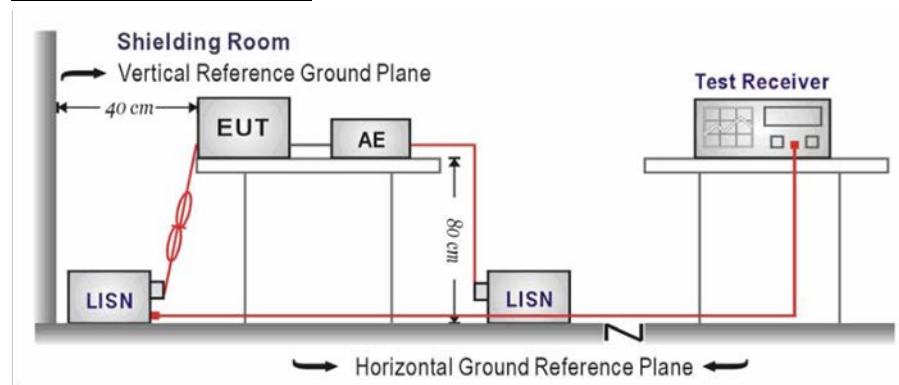 Shielding Room
Vertical Reference Ground Plane
Test Receiver
40 cm
EUT
AE
80 cm
LISN
LISN
Horizontal Ground Reference Plane